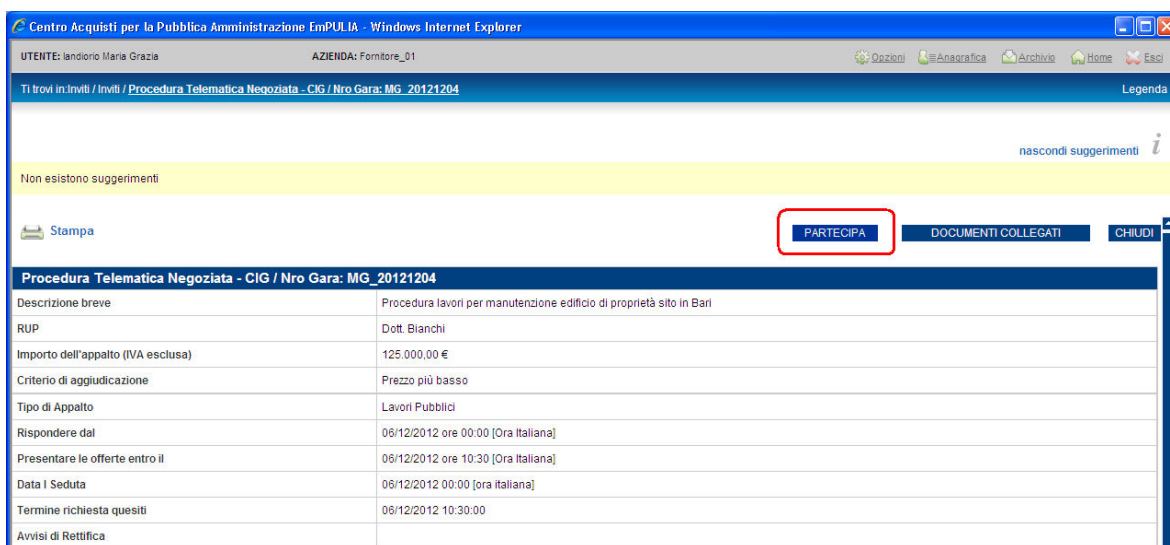 Centro Acquisti per la Pubblica Amministrazione EmPULIA - Windows Internet Explorer
UTENTE: Iandiorio Maria Grazia AZIENDA: Fornitore_01 Opzioni Anagrafica Archivio Home Esci
Ti trovi in:Inviti / Inviti / Procedura Telematica Negoziata - CIG / Nro Gara: MG_20121204 Legenda
nascondi suggerimenti i
Non esistono suggerimenti
Stampa PARTECIPA DOCUMENTI COLLEGATI CHIUDI
Procedura Telematica Negoziata - CIG / Nro Gara: MG_20121204
Descrizione breve Procedura lavori per manutenzione edificio di proprietà sito in Bari
RUP Dott. Bianchi
Importo dell'appalto (IVA esclusa) 125.000,00 €
Criterio di aggiudicazione Prezzo più basso
Tipo di Appalto Lavori Pubblici
Rispondere dal 06/12/2012 ore 00:00 [Ora Italiana]
Presentare le offerte entro il 06/12/2012 ore 10:30 [Ora Italiana]
Data I Seduta 06/12/2012 00:00 [ora italiana]
Termine richiesta quesiti 06/12/2012 10:30:00
Avvisi di Rettifica